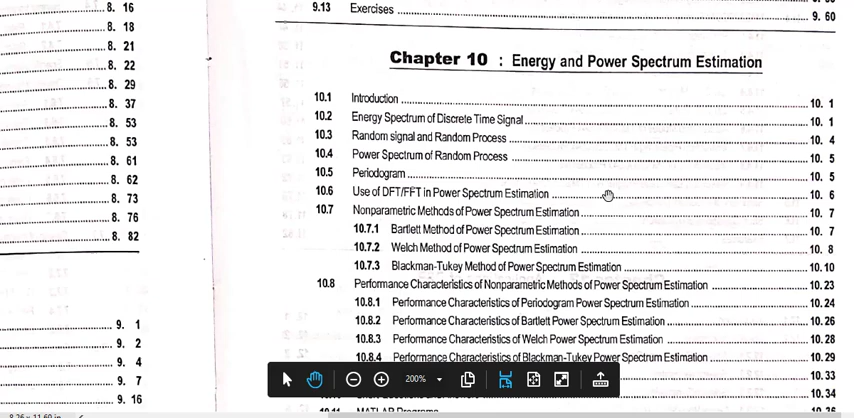 8. 16
8. 18
8. 21
8. 22
8. 29
8. 37
8. 53
8. 53
8. 61
8. 62
8. 73
8. 76
8. 82
9. 1
9. 2
9. 4
9. 7
9. 16
9.13 Exercises 9. 60
Chapter 10 : Energy and Power Spectrum Estimation
10.1 Introduction 10. 1
10.2 Energy Spectrum of Discrete Time Signal 10. 1
10.3 Random signal and Random Process 10. 4
10.4 Power Spectrum of Random Process 10. 5
10.5 Periodogram 10. 5
10.6 Use of DFT/FFT in Power Spectrum Estimation 10. 6
10.7 Nonparametric Methods of Power Spectrum Estimation 10. 7
10.7.1 Bartlett Method of Power Spectrum Estimation 10. 7
10.7.2 Welch Method of Power Spectrum Estimation 10. 8
10.7.3 Blackman-Tukey Method of Power Spectrum Estimation 10.10
10.8 Performance Characteristics of Nonparametric Methods of Power Spectrum Estimation 10.23
10.8.1 Performance Characteristics of Periodogram Power Spectrum Estimation 10.24
10.8.2 Performance Characteristics of Bartlett Power Spectrum Estimation 10.26
10.8.3 Performance Characteristics of Welch Power Spectrum Estimation 10.28
10.8.4 Performance Characteristics of Blackman-Tukey Power Spectrum Estimation 10.29
10.33
10.34
200%
8.26 x 11.69 in